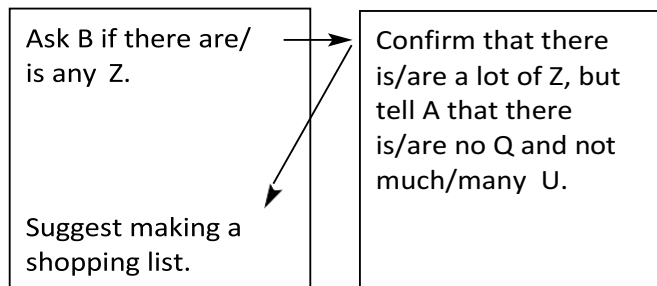 Ask B if there are/
is any Z.
Suggest making a
shopping list.
Confirm that there
is/are a lot of Z, but
tell A that there
is/are no Q and not
much/many U.